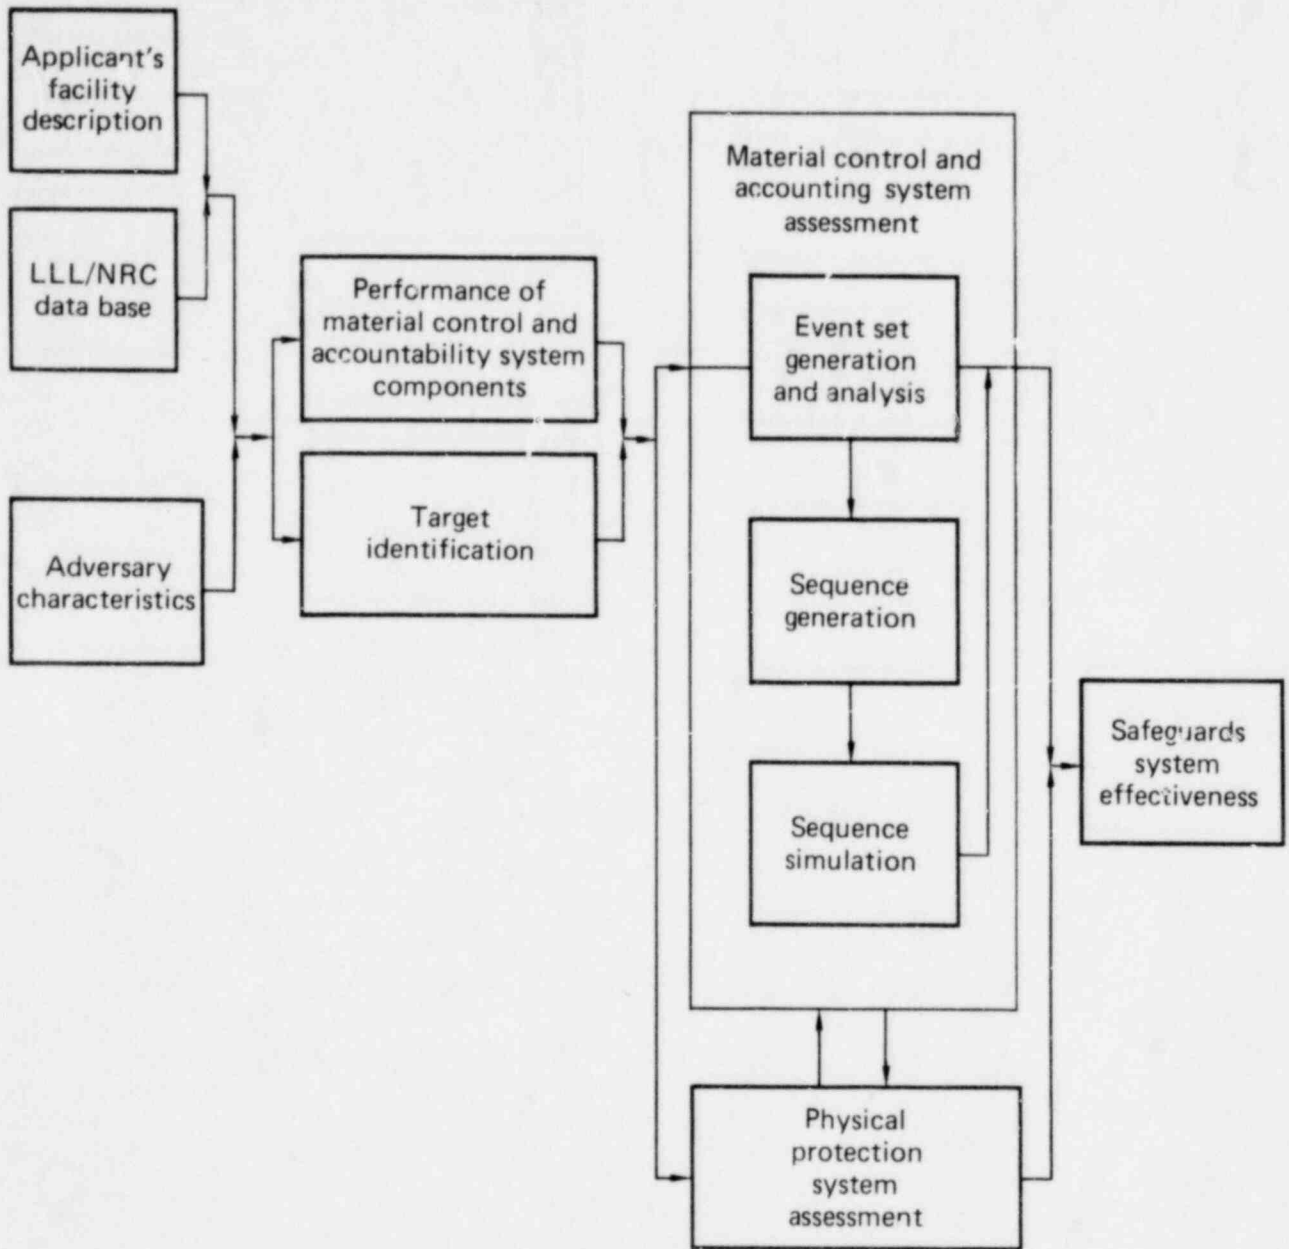 Applicant's
facility
description
LLL/NRC
data base
Adversary
characteristics
Performance of
material control and
accountability system
components
Target
identification
Material control and
accounting system
assessment
Event set
generation
and analysis
Sequence
generation
Sequence
simulation
Physical
protection
system
assessment
Safeguards
system
effectiveness